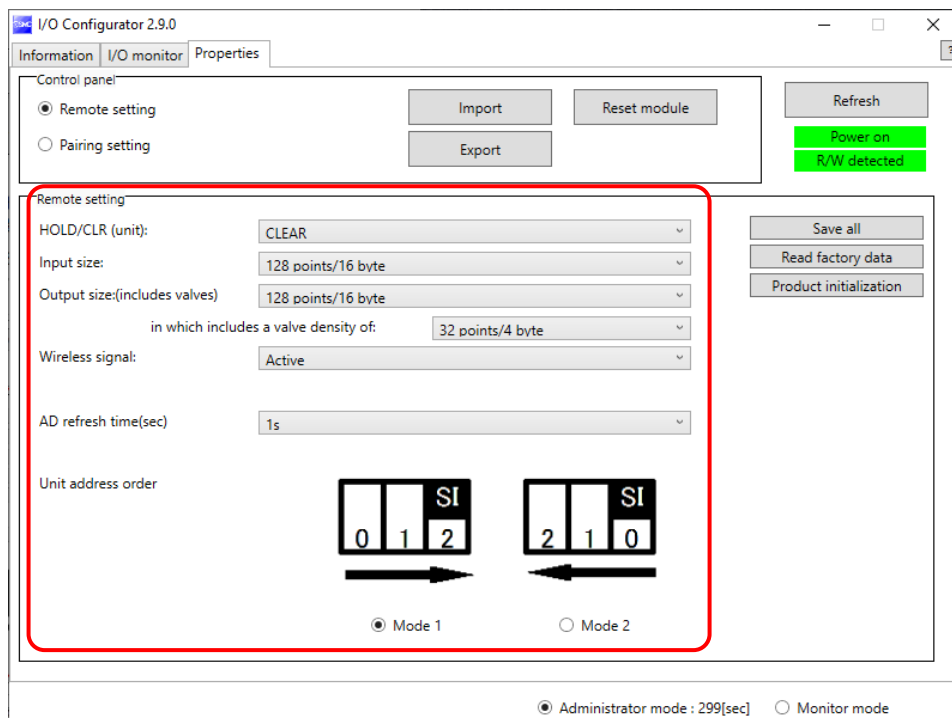 SMC I/O Configurator 2.9.0
Information I/O monitor Properties ?
Control panel
Remote setting Import Reset module Refresh
Pairing setting Export Power on
R/W detected
Remote setting
HOLD/CLR (unit): CLEAR Save all
Input size: 128 points/16 byte Read factory data
Output size:(includes valves) 128 points/16 byte Product initialization
in which includes a valve density of: 32 points/4 byte
Wireless signal: Active
AD refresh time(sec) 1s
Unit address order SI SI
0 1 2 2 1 0
Mode 1 Mode 2
Administrator mode : 299[sec] Monitor mode